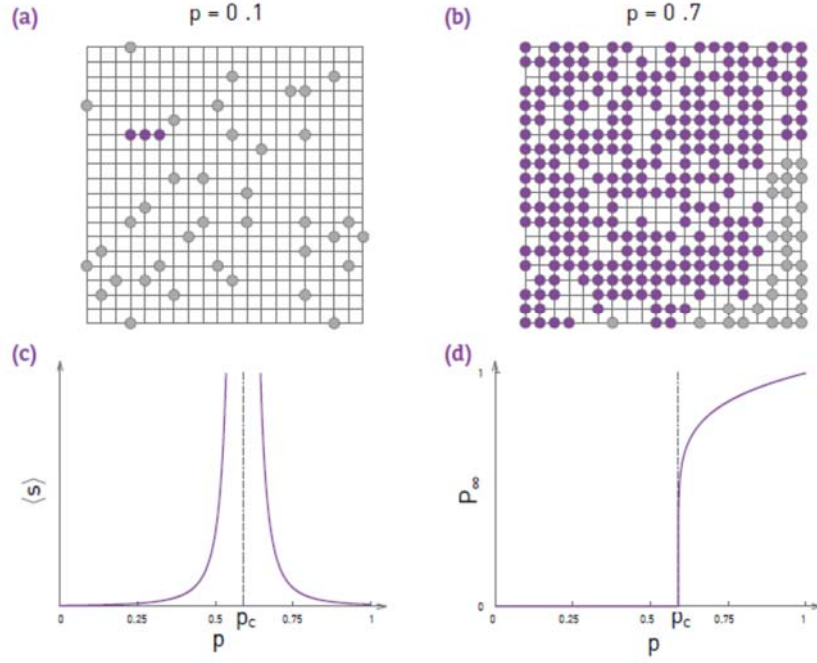 (a) p = 0 .1
(b) p = 0 .7
(c)
⟨s⟩
0 0.25 0.5 pc 0.75 1
p
(d)
1
P∞
0
0 0.25 0.5 pc 0.75 1
p